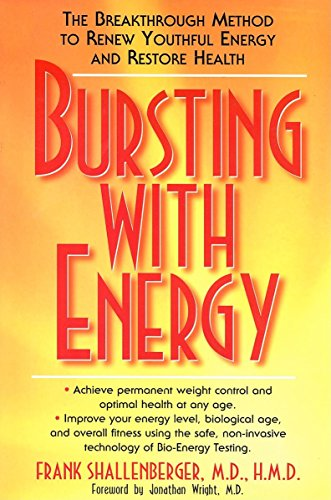 The Breakthrough Method
to Renew Youthful Energy
and Restore Health
Bursting
with
Energy
• Achieve permanent weight control and
optimal health at any age.
• Improve your energy level, biological age,
and overall fitness using the safe, non-invasive
technology of Bio-Energy Testing.
Frank Shallenberger, M.D., H.M.D.
Foreword by Jonathan Wright, M.D.